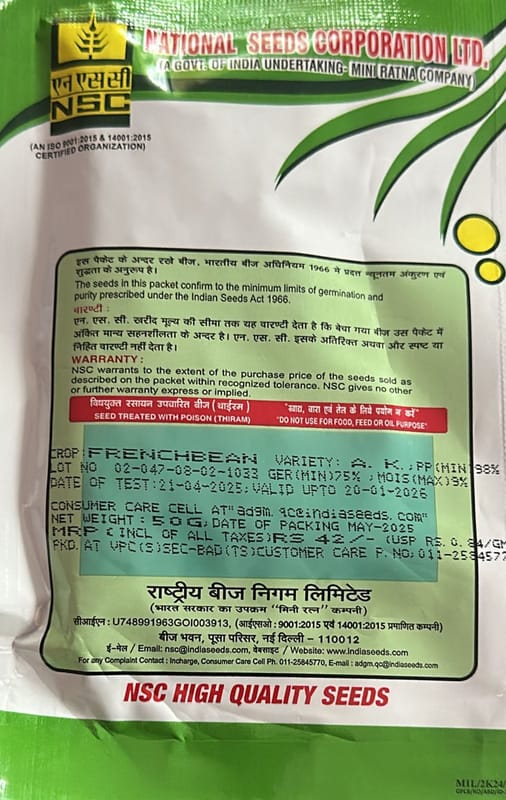 एन एस सी
NSC
NATIONAL SEEDS CORPORATION LTD.
(A GOVT. OF INDIA UNDERTAKING- MINI RATNA COMPANY)
(AN ISO 9001:2015 & 14001:2015
CERTIFIED ORGANIZATION)
इस पैकेट के अन्दर रखे बीज, भारतीय बीज अधिनियम 1966 में प्रदत्त न्यूनतम अंकुरण एवं
शुद्धता के अनुरूप है।
The seeds in this packet confirm to the minimum limits of germination and
purity prescribed under the Indian Seeds Act 1966.
वारण्टी :
एन. एस. सी. खरीद मूल्य की सीमा तक यह वारण्टी देता है कि बेचा गया बीज उस पैकेट में
अंकित मान्य सहनशीलता के अन्दर है। एन. एस. सी. इसके अतिरिक्त अथवा और स्पष्ट या
निहित वारण्टी नहीं देता है।
WARRANTY :
NSC warrants to the extent of the purchase price of the seeds sold as
described on the packet within recognized tolerance. NSC gives no other
or further warranty express or implied.
विषयुक्त रसायन उपचारित बीज (थाईरम)
SEED TREATED WITH POISON (THIRAM)
"खाद्य, चारा एवं तेल के लिये प्रयोग न करें"
"DO NOT USE FOR FOOD, FEED OR OIL PURPOSE"
CROP: FRENCHBEAN VARIETY: A. K.,PP(MIN)98%
LOT NO 02-047-08-02-1033 GER(MIN)75% ;MOIS(MAX)9%
DATE OF TEST:21-04-2025;VALID UPTO 20-01-2026
CONSUMER CARE CELL AT"adgm.qc@indiaseeds.com"
NET WEIGHT :50G,DATE OF PACKING MAY-2025
MRP (INCL OF ALL TAXES)RS 42/- (USP RS.0.84/GM
PKD. AT VPC(S)SEC-BAD(TS)CUSTOMER CARE P.NO;011-2584577
राष्ट्रीय बीज निगम लिमिटेड
(भारत सरकार का उपक्रम "मिनी रत्न" कम्पनी)
सीआईएन : U748991963GOI003913, (आईएसओ : 9001:2015 एवं 14001:2015 प्रमाणित कम्पनी)
बीज भवन, पूसा परिसर, नई दिल्ली – 110012
ई-मेल / Email: nsc@indiaseeds.com, वेबसाइट / Website: www.indiaseeds.com
For any Complaint Contact : Incharge, Consumer Care Cell Ph. 011-25845770, E-mail : adgm.qc@indiaseeds.com
NSC HIGH QUALITY SEEDS